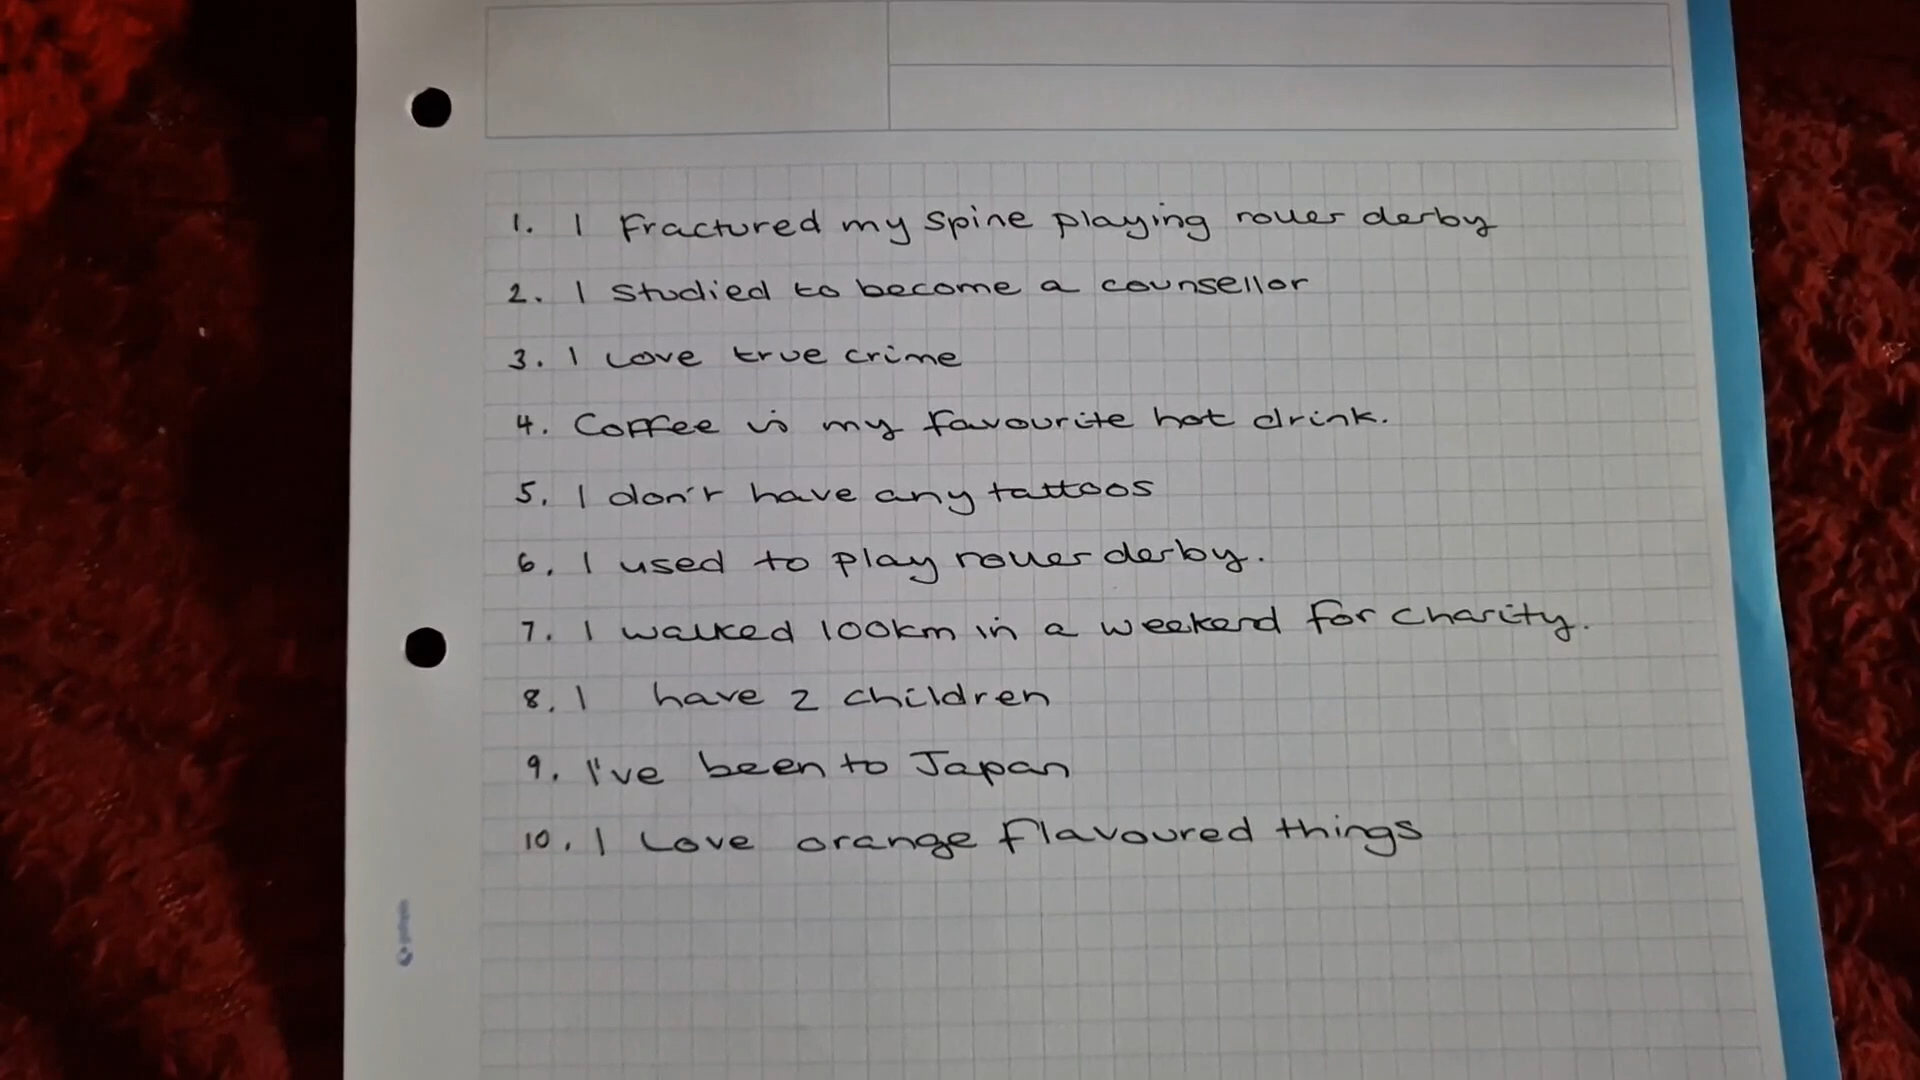 1. I Fractured my spine playing roller derby
2. I studied to become a counsellor
3. I love true crime
4. Coffee is my favourite hot drink.
5. I don't have any tattoos
6. I used to play roller derby.
7. I walked 100km in a weekend for charity.
8. I have 2 children
9. I've been to Japan
10. I Love orange flavoured things